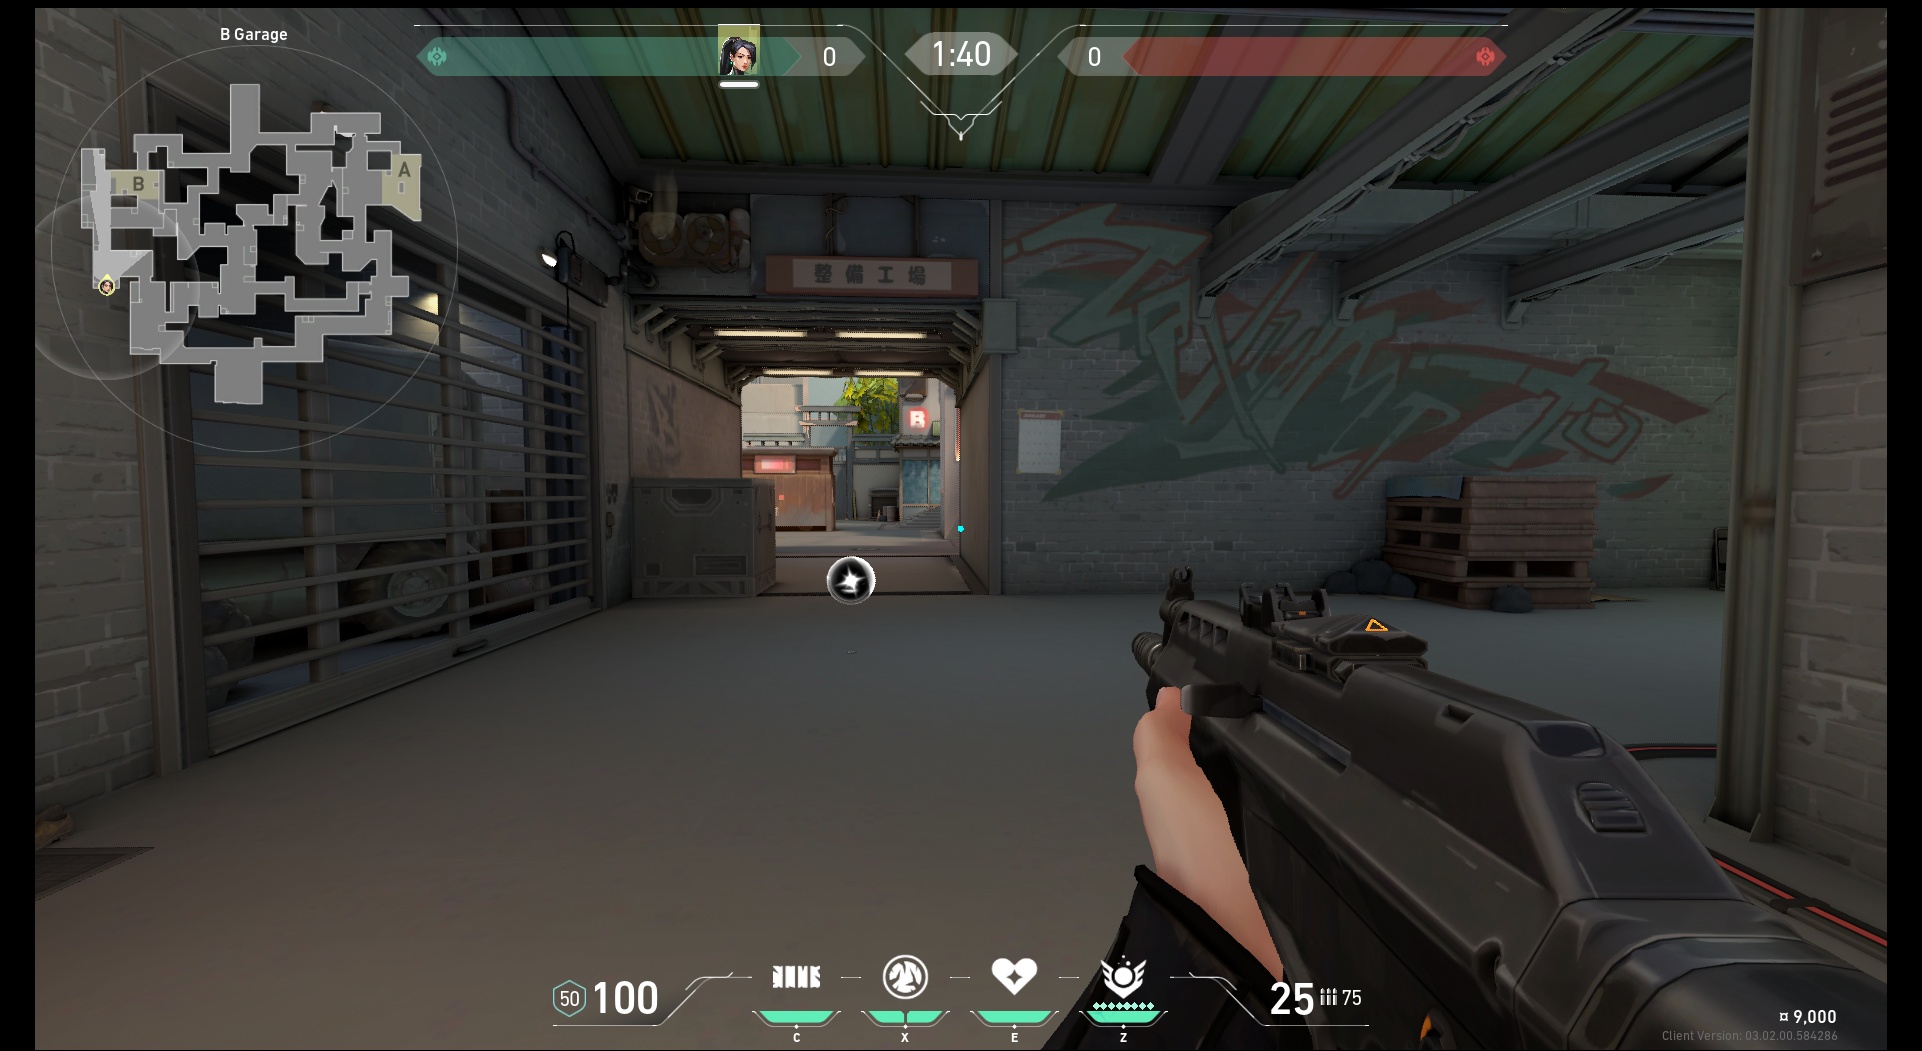 B Garage
0
1:40
0
B
A
整備工場
B
50
100
25
75
C
X
E
Z
¤ 9,000
Client Version: 03.02.00.584286